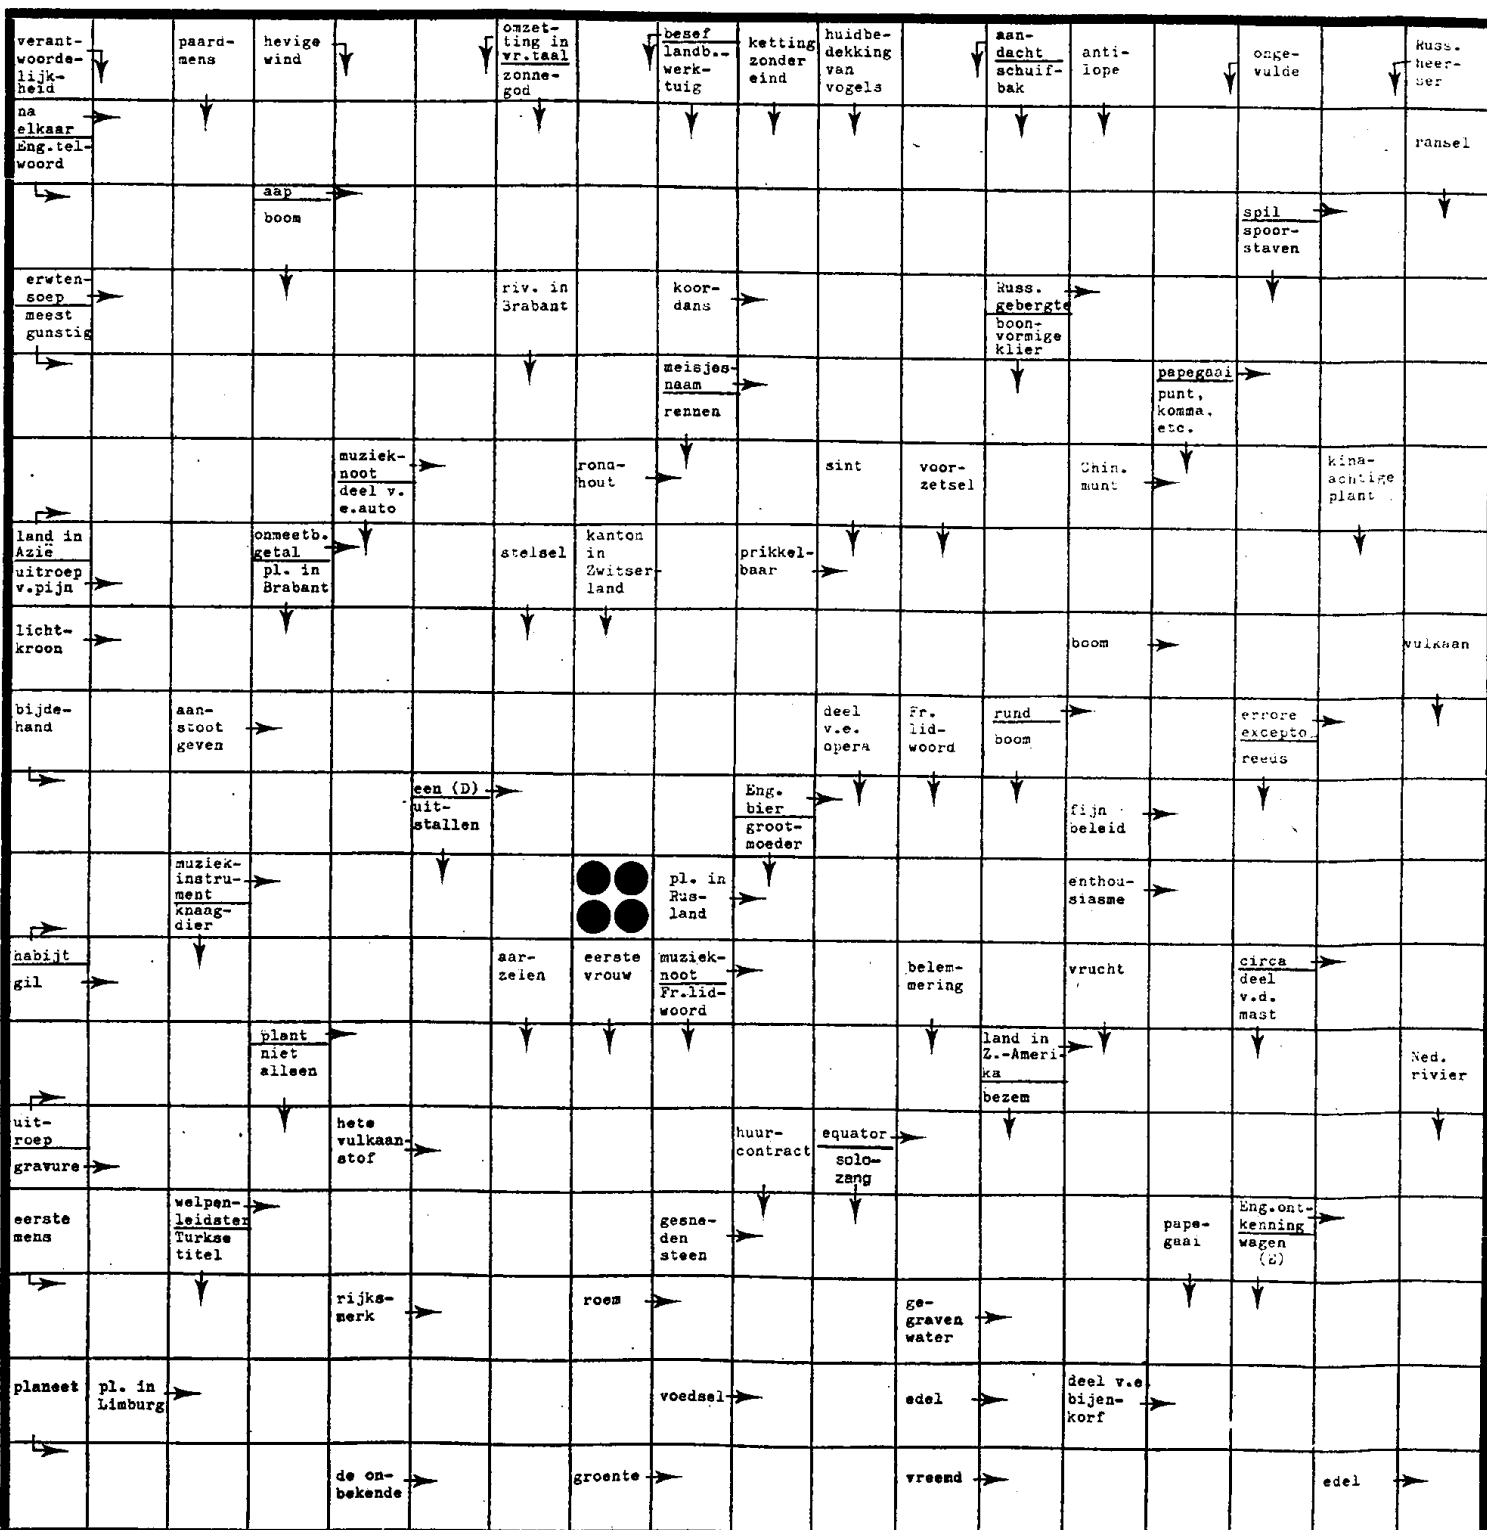 verant-
woorde-
lijk-
heid
paard-
mens
hevige
wind
omzet-
ting in
vr.taal
zonne-
god
besef
landb.-
werk-
tuig
ketting
zonder
eind
huidbe-
dekking
van
vogels
aan-
dacht
schuif-
bak
anti-
lope
onge-
vulde
Russ.
heer-
ser
na
elkaar
Eng.tel-
woord
ransel
aap
boom
spil
spoor-
staven
erwten-
soep
meest
gunstig
riv. in
Brabant
koor-
dans
Russ.
gebergte
boon-
vormige
klier
meisjes-
naam
rennen
papegaai
punt,
komma,
etc.
muziek-
noot
deel v.
e.auto
rond-
hout
sint
voor-
zetsel
Chin.
munt
kina-
achtige
plant
land in
Azië
uitroep
v.pijn
onmeetb.
getal
pl. in
Brabant
stelsel
kanton
in
Zwitser-
land
prikkel-
baar
licht-
kroon
boom
vulkaan
bijde-
hand
aan-
stoot
geven
deel
v.e.
opera
Fr.
lid-
woord
rund
boom
errore
excepto
reeds
een (D)
uit-
stallen
Eng.
bier
groot-
moeder
fijn
beleid
muziek-
instru-
ment
knaag-
dier
pl. in
Rus-
land
enthou-
siasme
habijt
gil
aar-
zelen
eerste
vrouw
muziek-
noot
Fr.lid-
woord
belem-
mering
vrucht
circa
deel
v.d.
mast
plant
niet
alleen
land in
Z.-Ameri-
ka
bezem
Ned.
rivier
uit-
roep
gravure
hete
vulkaan-
stof
huur-
contract
equator
solo-
zang
eerste
mens
welpen-
leidster
Turkse
titel
gesne-
den
steen
pape-
gaai
Eng.ont-
kenning
wagen
(E)
rijks-
merk
roem
ge-
graven
water
planeet
pl. in
Limburg
voedsel
edel
deel v.e.
bijen-
korf
de on-
bekende
groente
vreemd
edel